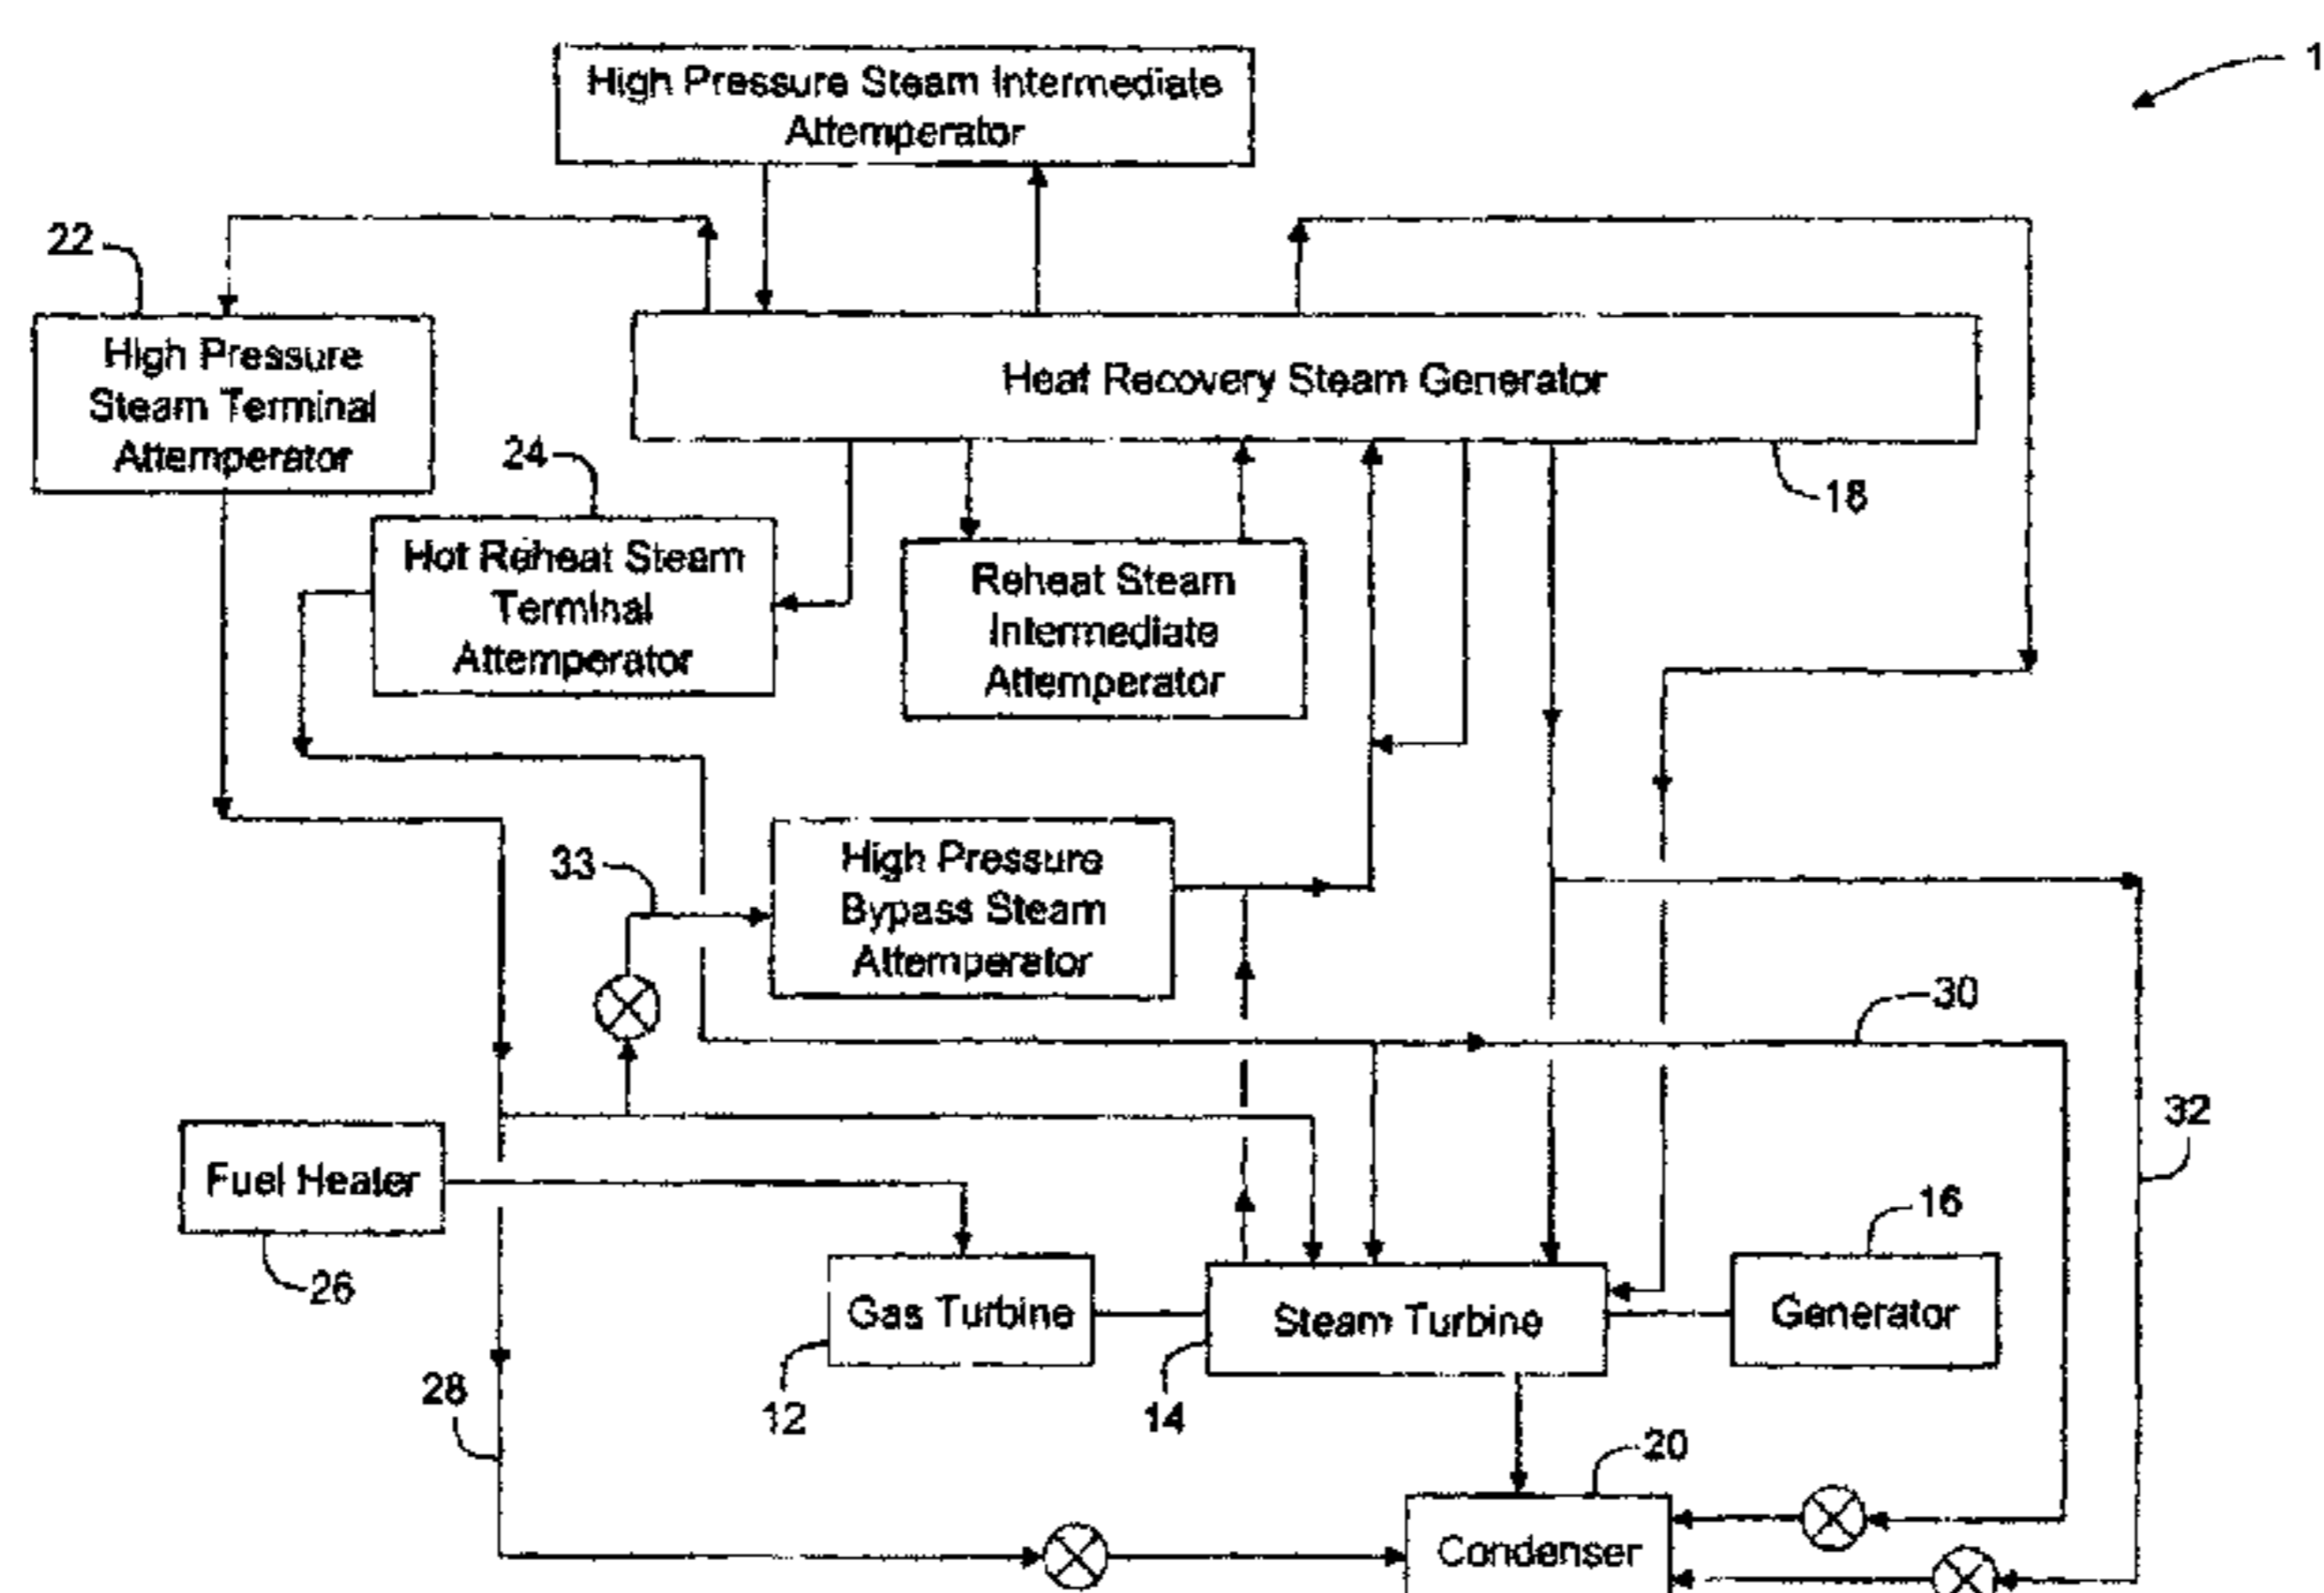 1
High Pressure Steam Intermediate
Attemperator
22
High Pressure
Steam Terminal
Attemperator
Heat Recovery Steam Generator
18
24
Hot Reheat Steam
Terminal
Attemperator
Reheat Steam
Intermediate
Attemperator
33
High Pressure
Bypass Steam
Attemperator
30
32
Fuel Heater
26
16
Gas Turbine
Steam Turbine
Generator
28
12
14
20
Condenser